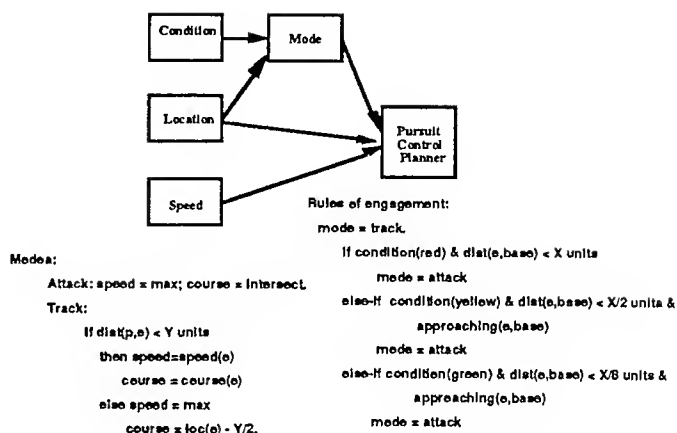 Condition
Mode
Location
Pursuit
Control
Planner
Speed
Rules of engagement:
mode = track.
If condition(red) & dist(e,base) < X units
mode = attack
else-if condition(yellow) & dist(e,base) < X/2 units &
approaching(e,base)
mode = attack
else-if condition(green) & dist(e,base) < X/8 units &
approaching(e,base)
mode = attack
Modes:
Attack: speed = max; course = intersect.
Track:
If dist(p,e) < Y units
then speed=speed(e)
course = course(e)
else speed = max
course = loc(e) - Y/2.